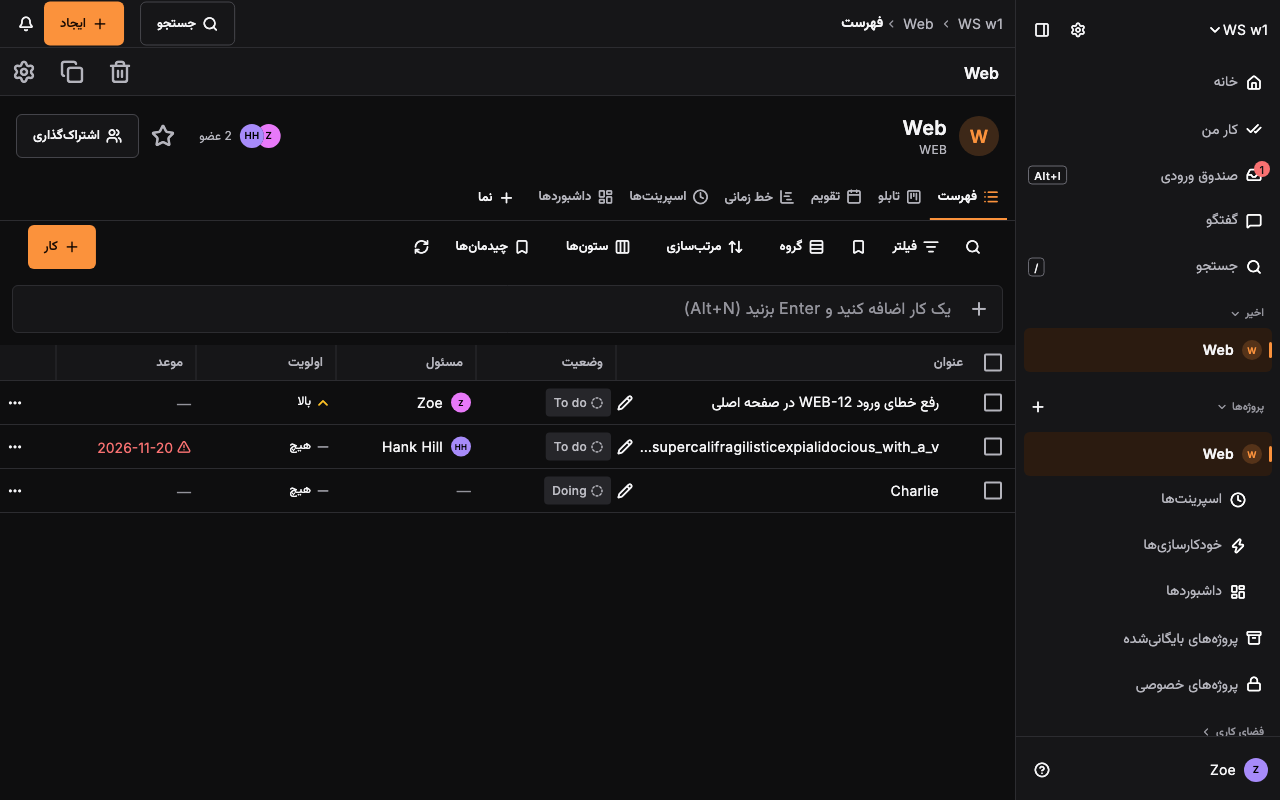 WS w1
خانه
کار من
صندوق ورودی
1
Alt+I
گفتگو
جستجو
/
اخیر
W Web
پروژه‌ها
W Web
اسپرینت‌ها
خودکارسازی‌ها
داشبوردها
پروژه‌های بایگانی‌شده
پروژه‌های خصوصی
فضای کاری
Z Zoe
WS w1 › Web › فهرست
جستجو
ایجاد
Web
W Web
WEB
Z HH
2 عضو
اشتراک‌گذاری
فهرست
تابلو
تقویم
خط زمانی
اسپرینت‌ها
داشبوردها
نما
فیلتر
گروه
مرتب‌سازی
ستون‌ها
چیدمان‌ها
کار
یک کار اضافه کنید و Enter بزنید (Alt+N)
عنوان وضعیت مسئول اولویت موعد
رفع خطای ورود WEB-12 در صفحه اصلی To do Z Zoe بالا —
supercalifragilisticexpialidocious_with_a_v... To do HH Hank Hill — هیچ 2026-11-20
Charlie Doing — — هیچ —